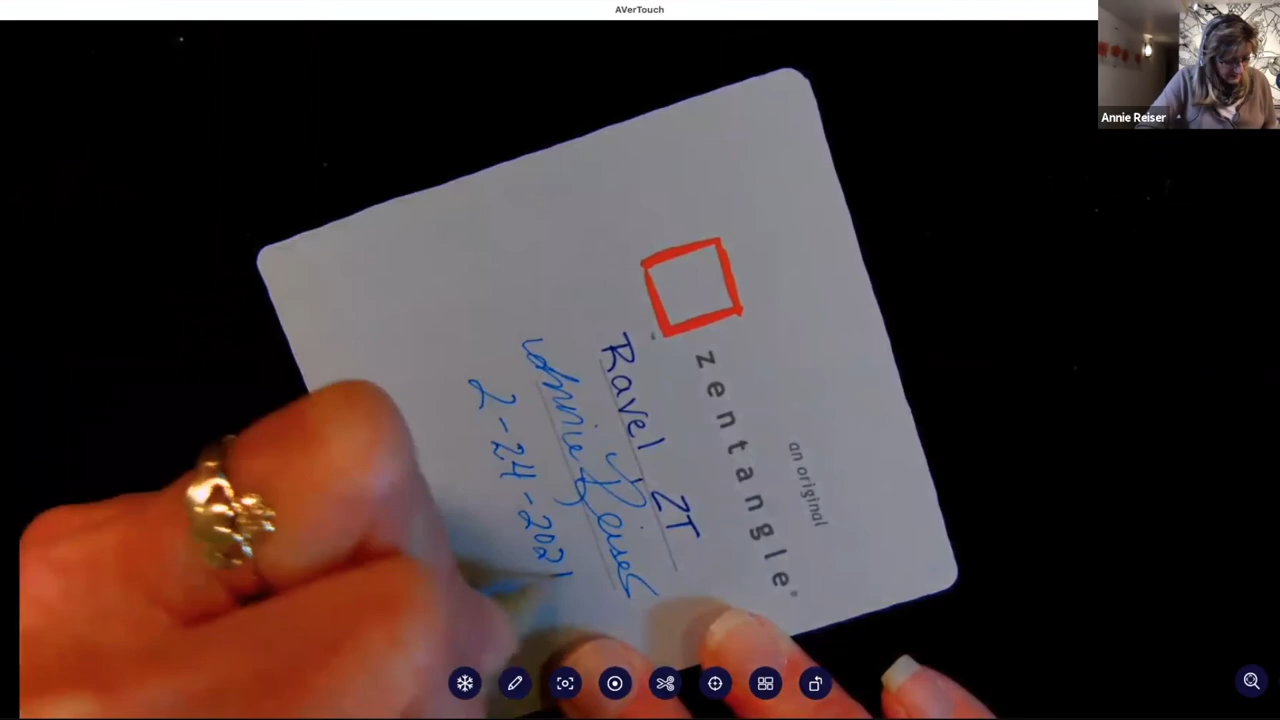 AVerTouch
Annie Reiser
an original
zentangle®
Ravel ZT
Annie Reiser
2-24-2021